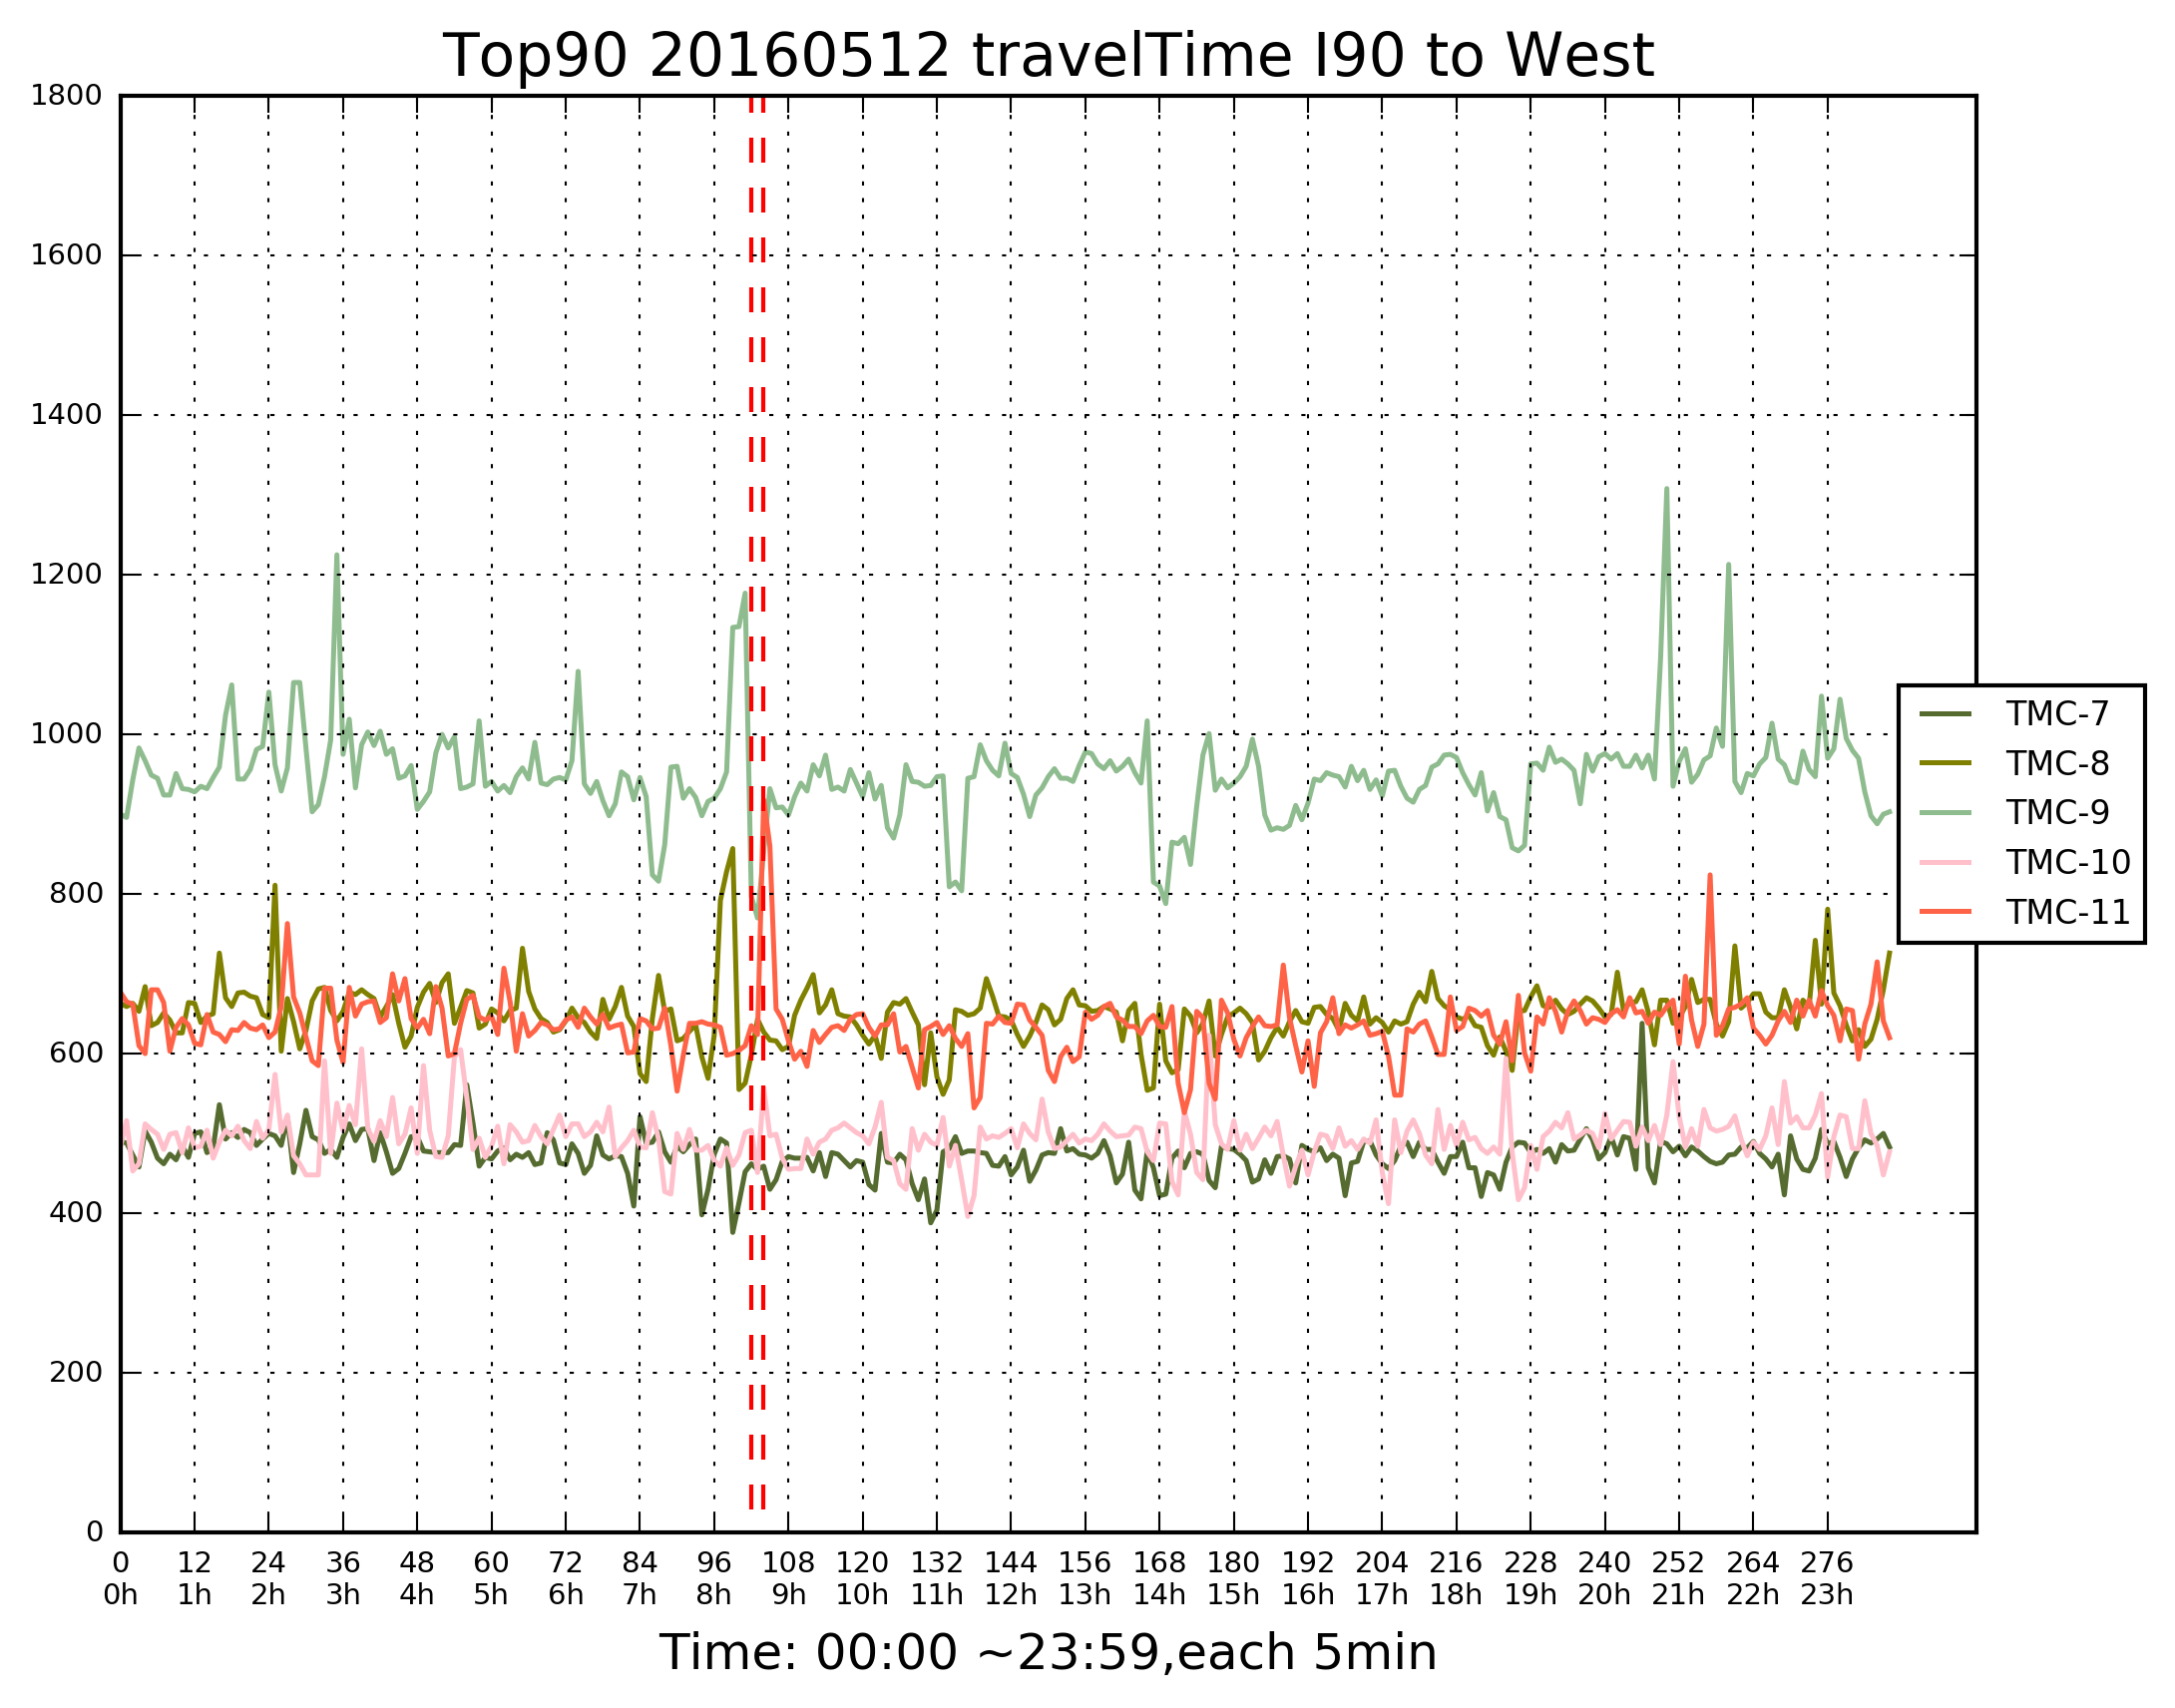 Top90 20160512 travelTime I90 to West
1800
1600
1400
1200
1000
800
600
400
200
0
TMC-7
TMC-8
TMC-9
TMC-10
TMC-11
0 12 24 36 48 60 72 84 96 108 120 132 144 156 168 180 192 204 216 228 240 252 264 276
0h 1h 2h 3h 4h 5h 6h 7h 8h 9h 10h 11h 12h 13h 14h 15h 16h 17h 18h 19h 20h 21h 22h 23h
Time: 00:00 ~23:59,each 5min